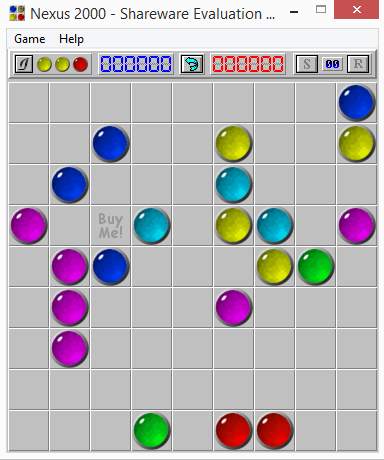 Nexus 2000 - Shareware Evaluation ...
Game Help
g 000000 000000 S 00 R
Buy
Me!